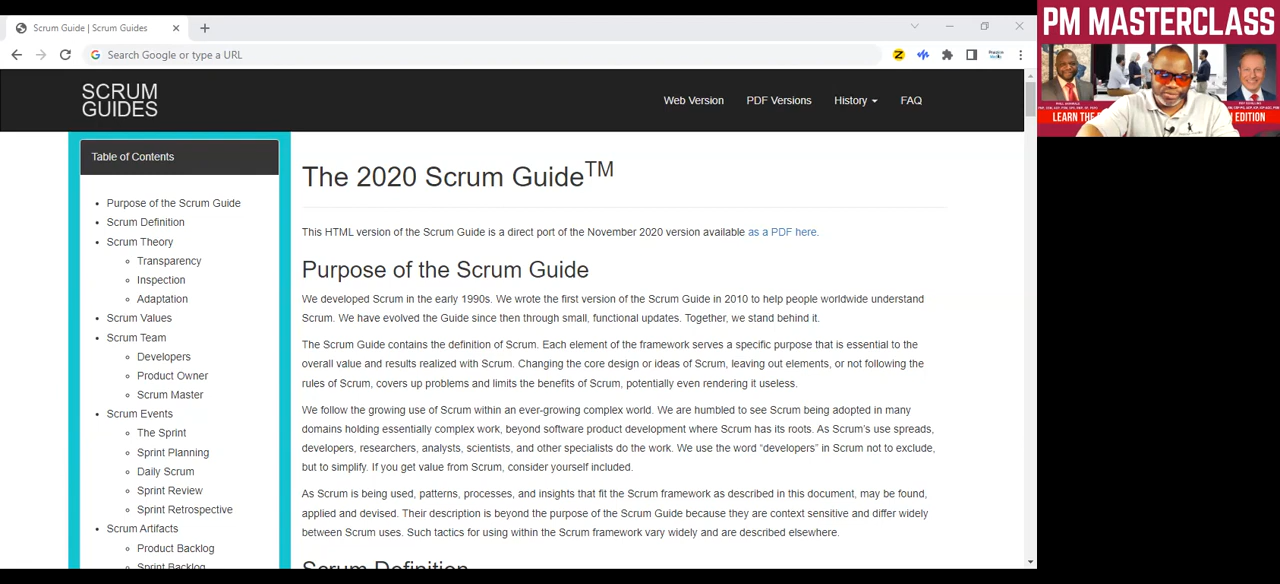 Scrum Guide | Scrum Guides
Search Google or type a URL
PM MASTERCLASS
SCRUM
GUIDES
Web Version
PDF Versions
History
FAQ
LEARN THE
EDITION
Table of Contents
Purpose of the Scrum Guide
Scrum Definition
Scrum Theory
Transparency
Inspection
Adaptation
Scrum Values
Scrum Team
Developers
Product Owner
Scrum Master
Scrum Events
The Sprint
Sprint Planning
Daily Scrum
Sprint Review
Sprint Retrospective
Scrum Artifacts
Product Backlog
Sprint Backlog
The 2020 Scrum Guide™
This HTML version of the Scrum Guide is a direct port of the November 2020 version available as a PDF here.
Purpose of the Scrum Guide
We developed Scrum in the early 1990s. We wrote the first version of the Scrum Guide in 2010 to help people worldwide understand
Scrum. We have evolved the Guide since then through small, functional updates. Together, we stand behind it.
The Scrum Guide contains the definition of Scrum. Each element of the framework serves a specific purpose that is essential to the
overall value and results realized with Scrum. Changing the core design or ideas of Scrum, leaving out elements, or not following the
rules of Scrum, covers up problems and limits the benefits of Scrum, potentially even rendering it useless.
We follow the growing use of Scrum within an ever-growing complex world. We are humbled to see Scrum being adopted in many
domains holding essentially complex work, beyond software product development where Scrum has its roots. As Scrum's use spreads,
developers, researchers, analysts, scientists, and other specialists do the work. We use the word “developers” in Scrum not to exclude,
but to simplify. If you get value from Scrum, consider yourself included.
As Scrum is being used, patterns, processes, and insights that fit the Scrum framework as described in this document, may be found,
applied and devised. Their description is beyond the purpose of the Scrum Guide because they are context sensitive and differ widely
between Scrum uses. Such tactics for using within the Scrum framework vary widely and are described elsewhere.
Scrum Definition